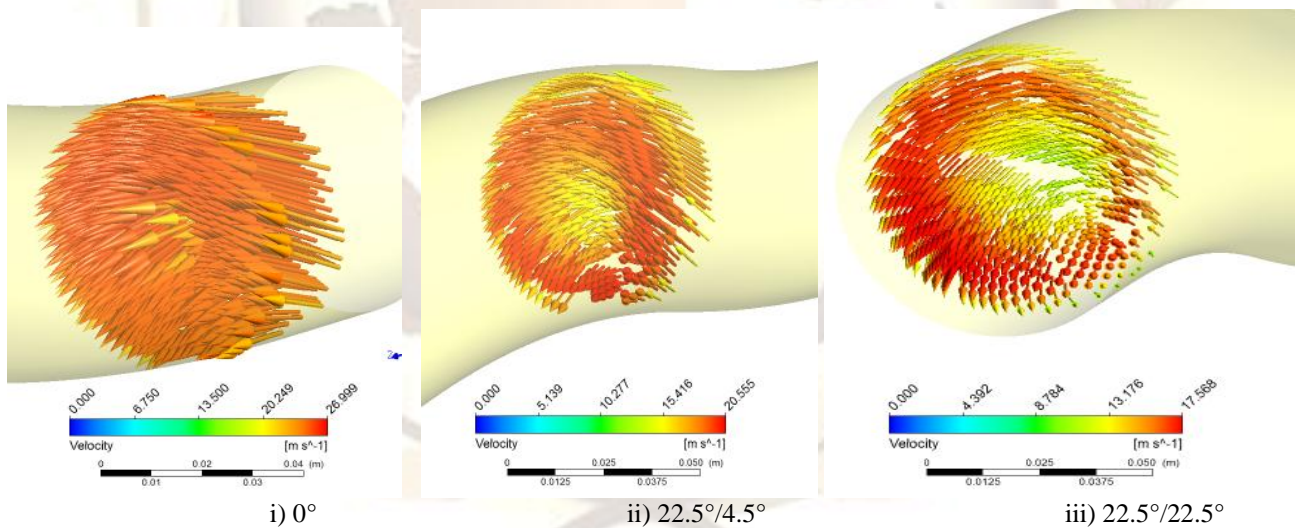 Z
0.000
6.750
13.500
20.249
26.999
Velocity
[m s^-1]
0
0.02
0.04
(m)
0.01
0.03
i) 0°
0.000
5.139
10.277
15.416
20.555
Velocity
[m s^-1]
0
0.025
0.050
(m)
0.0125
0.0375
ii) 22.5°/4.5°
0.000
4.392
8.784
13.176
17.568
Velocity
[m s^-1]
0
0.025
0.050
(m)
0.0125
0.0375
iii) 22.5°/22.5°